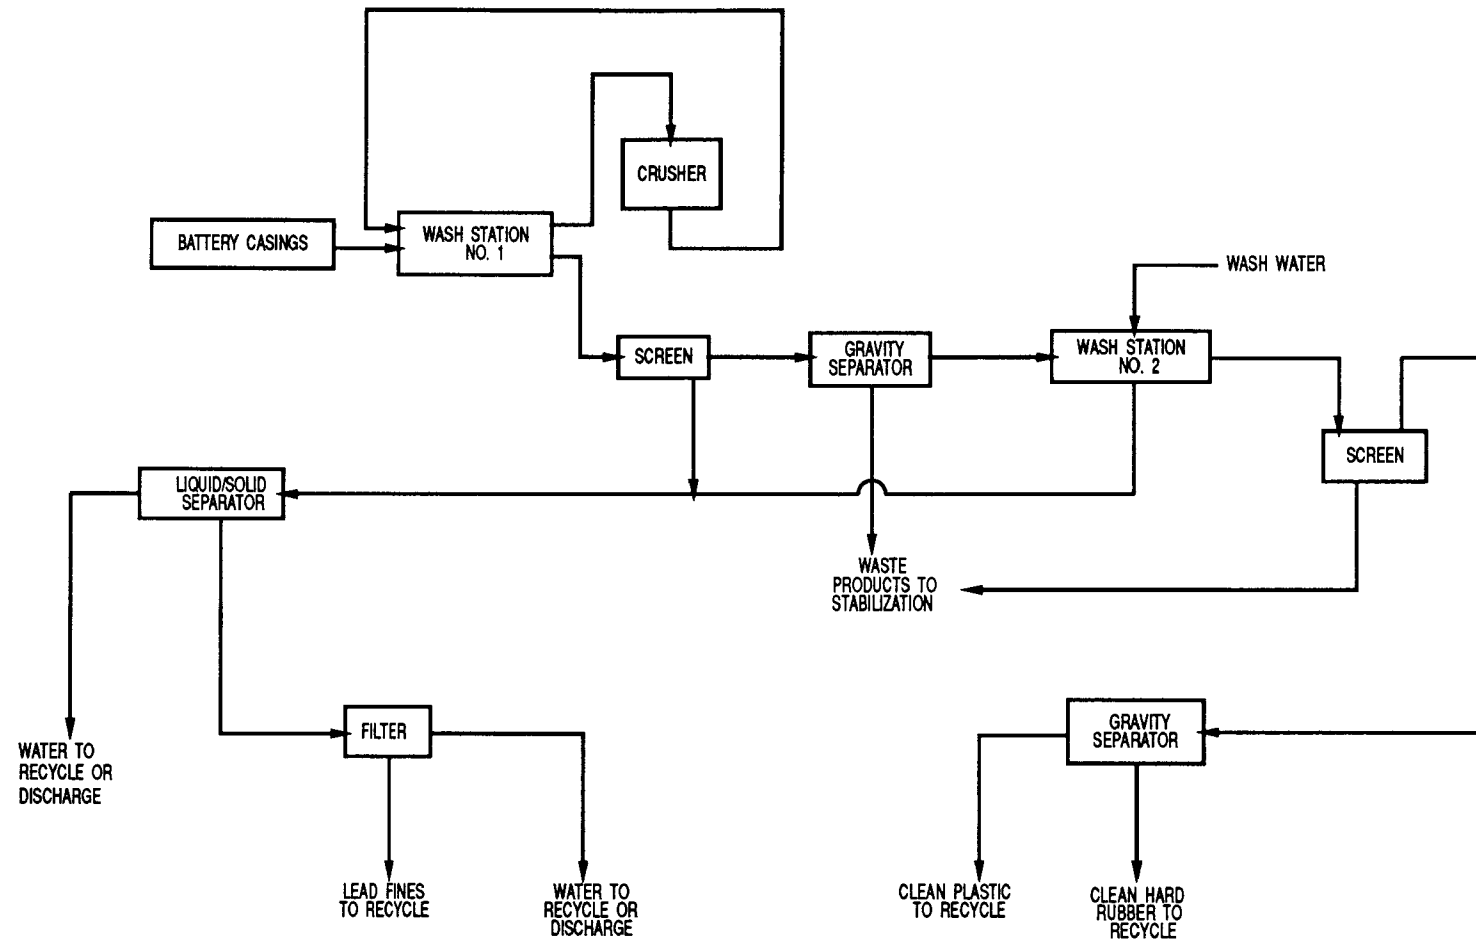 CRUSHER
BATTERY CASINGS
WASH STATION
NO. 1
WASH WATER
SCREEN
GRAVITY
SEPARATOR
WASH STATION
NO. 2
SCREEN
LIQUID/SOLID
SEPARATOR
WASTE
PRODUCTS TO
STABILIZATION
WATER TO
RECYCLE OR
DISCHARGE
FILTER
GRAVITY
SEPARATOR
LEAD FINES
TO RECYCLE
WATER TO
RECYCLE OR
DISCHARGE
CLEAN PLASTIC
TO RECYCLE
CLEAN HARD
RUBBER TO
RECYCLE